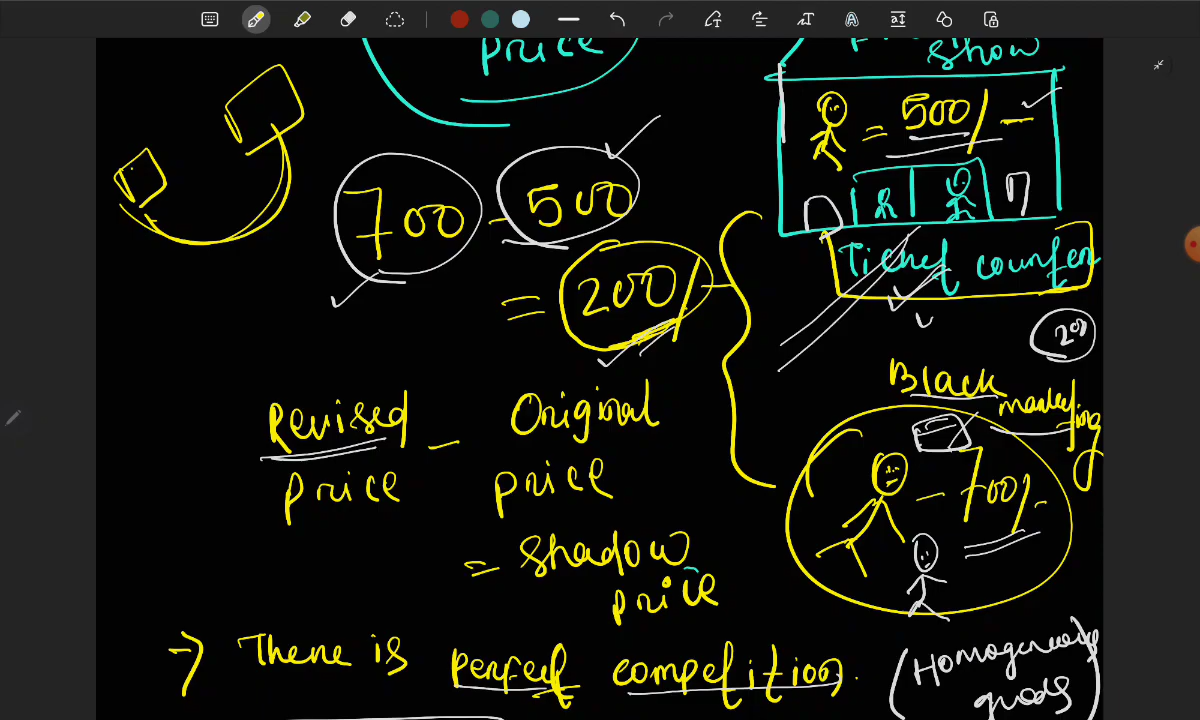 price
show
= 500/-
700 - 500
= 200/-
Ticket counter
200
Black
marketing
- 700/-
Revised - Original
price price
= Shadow
price
→ There is perfect competition.
(Homogeneous
goods)